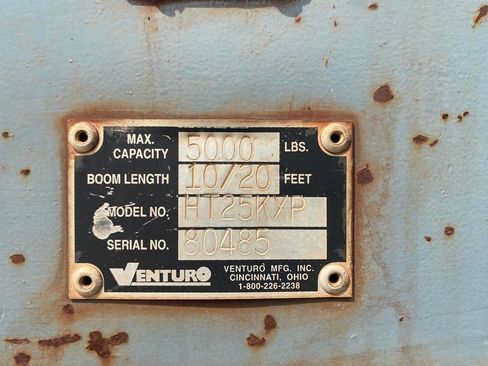 MAX. CAPACITY 5000 LBS.
BOOM LENGTH 10/20 FEET
MODEL NO. HT25KXP
SERIAL NO. 80485
VENTURO
VENTURO MFG. INC.
CINCINNATI, OHIO
1-800-226-2238